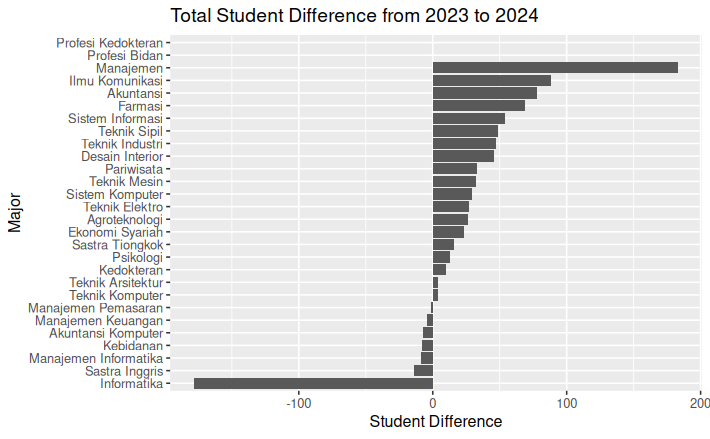 Total Student Difference from 2023 to 2024
Major
Profesi Kedokteran
Profesi Bidan
Manajemen
Ilmu Komunikasi
Akuntansi
Farmasi
Sistem Informasi
Teknik Sipil
Teknik Industri
Desain Interior
Pariwisata
Teknik Mesin
Sistem Komputer
Teknik Elektro
Agroteknologi
Ekonomi Syariah
Sastra Tiongkok
Psikologi
Kedokteran
Teknik Arsitektur
Teknik Komputer
Manajemen Pemasaran
Manajemen Keuangan
Akuntansi Komputer
Kebidanan
Manajemen Informatika
Sastra Inggris
Informatika
-100 0 100 200
Student Difference